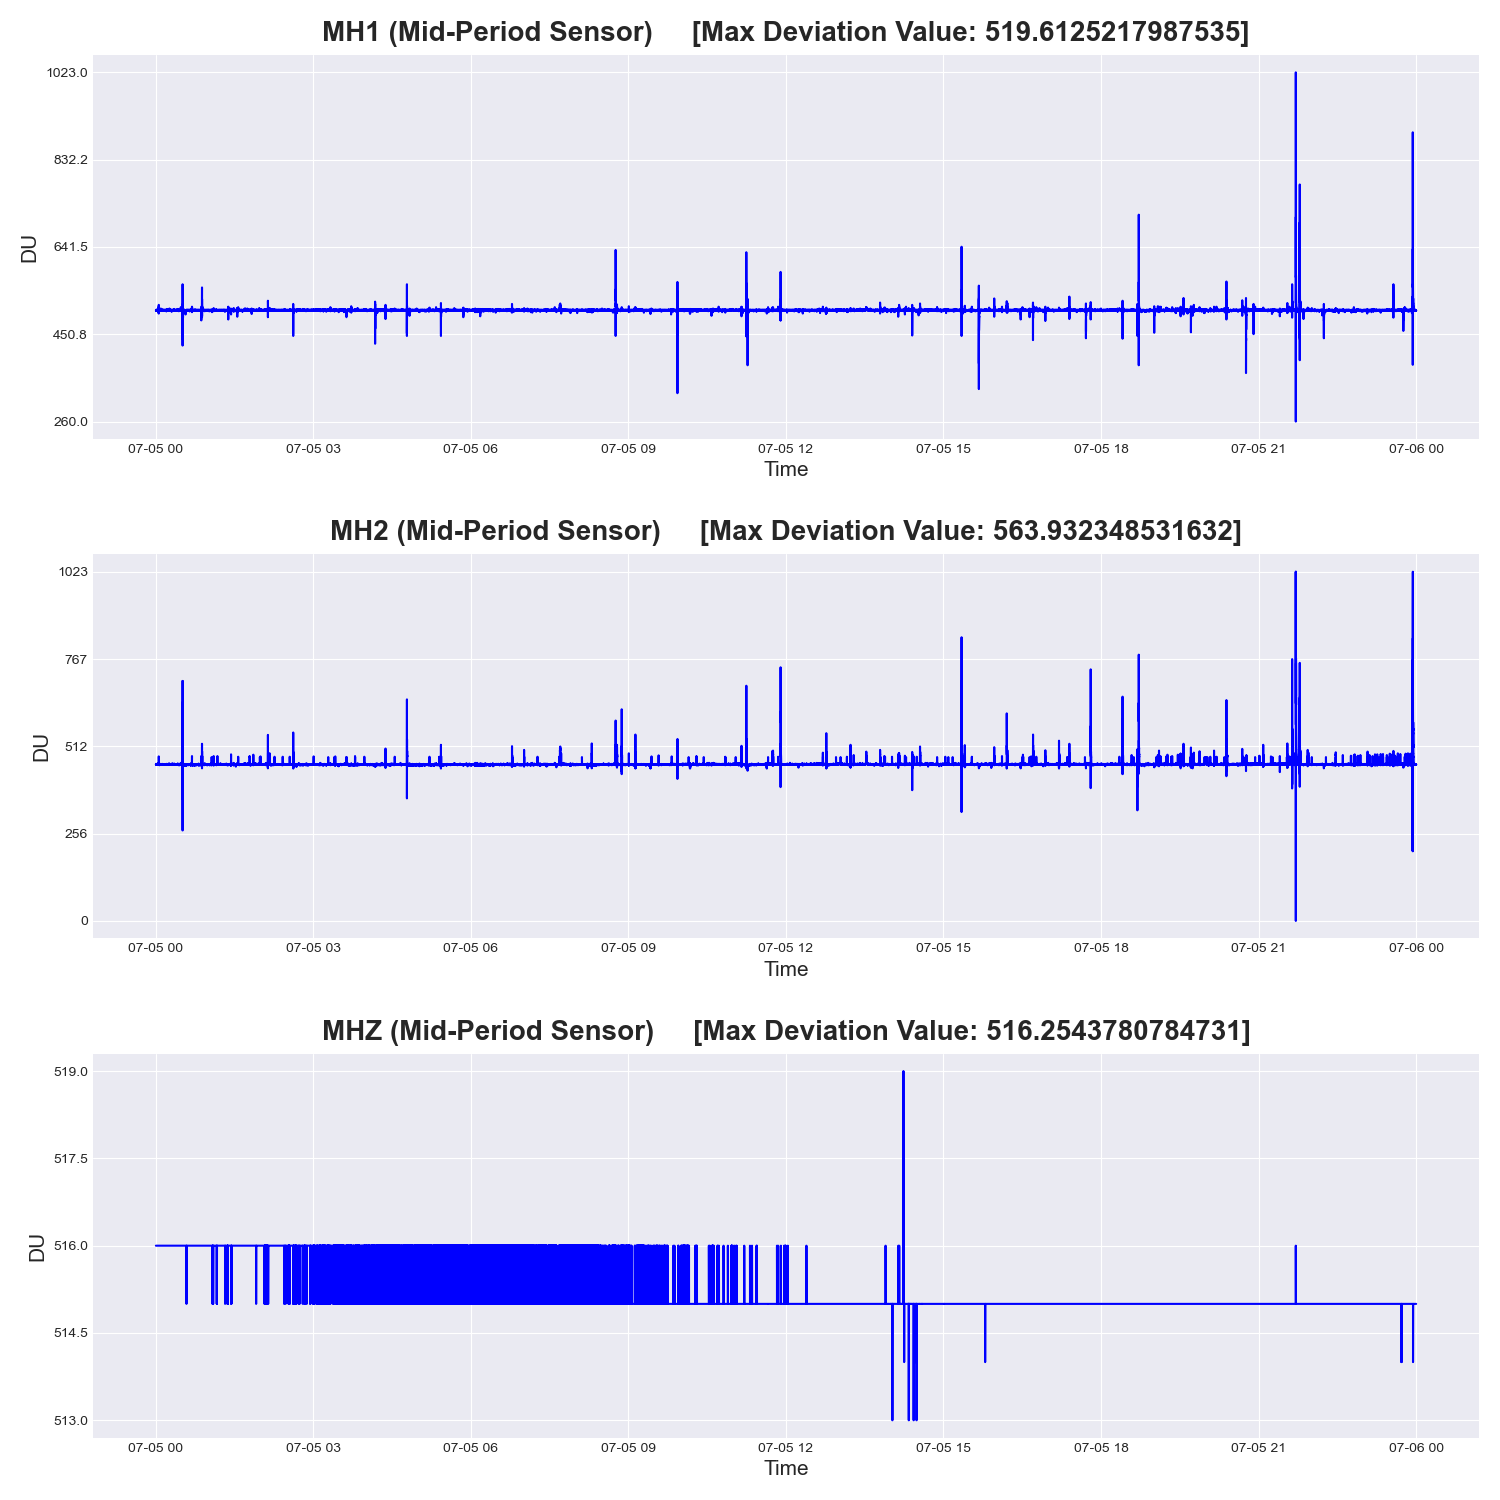 MH1 (Mid-Period Sensor) [Max Deviation Value: 519.6125217987535]
1023.0
832.2
641.5
450.8
260.0
DU
07-05 00 07-05 03 07-05 06 07-05 09 07-05 12 07-05 15 07-05 18 07-05 21 07-06 00
Time
MH2 (Mid-Period Sensor) [Max Deviation Value: 563.932348531632]
1023
767
512
256
0
DU
07-05 00 07-05 03 07-05 06 07-05 09 07-05 12 07-05 15 07-05 18 07-05 21 07-06 00
Time
MHZ (Mid-Period Sensor) [Max Deviation Value: 516.2543780784731]
519.0
517.5
516.0
514.5
513.0
DU
07-05 00 07-05 03 07-05 06 07-05 09 07-05 12 07-05 15 07-05 18 07-05 21 07-06 00
Time